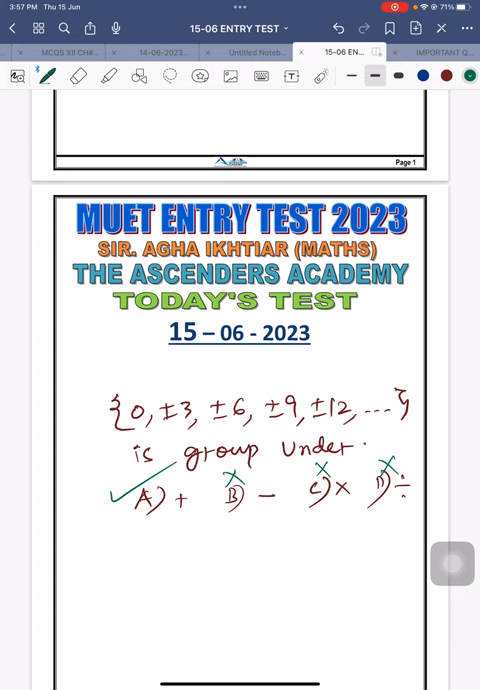 3:57 PM Thu 15 Jun
71%
15-06 ENTRY TEST
MCQS XII CH#...
14-06-2023...
Untitled Noteb...
15-06 EN...
IMPORTANT Q...
Page 1
MUET ENTRY TEST 2023
SIR. AGHA IKHTIAR (MATHS)
THE ASCENDERS ACADEMY
TODAY'S TEST
15 – 06 - 2023
{0, ±3, ±6, ±9, ±12, ...}
is group under.
A) + B) – C) × D) ÷